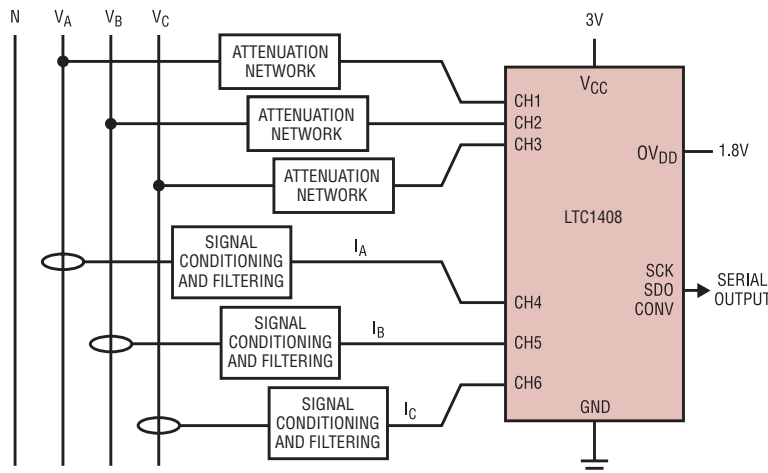 N
VA
VB
VC
ATTENUATION
NETWORK
ATTENUATION
NETWORK
ATTENUATION
NETWORK
SIGNAL
CONDITIONING
AND FILTERING
IA
SIGNAL
CONDITIONING
AND FILTERING
IB
SIGNAL
CONDITIONING
AND FILTERING
IC
3V
VCC
CH1
CH2
CH3
OVDD
1.8V
LTC1408
CH4
CH5
CH6
SCK
SDO
CONV
SERIAL
OUTPUT
GND